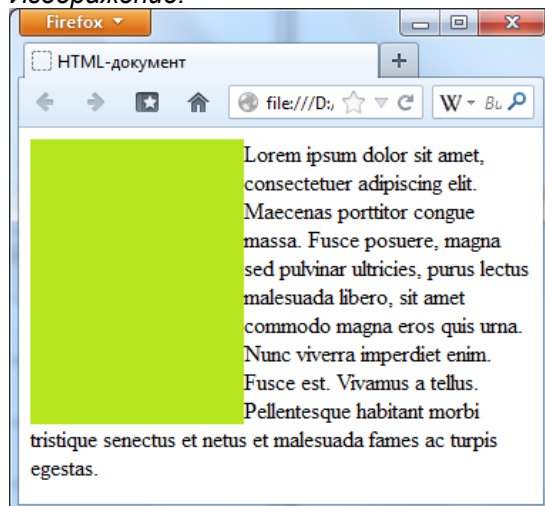 Изображение:
Firefox
HTML-документ
file:///D:/
W
Lorem ipsum dolor sit amet,
consectetuer adipiscing elit.
Maecenas porttitor congue
massa. Fusce posuere, magna
sed pulvinar ultricies, purus lectus
malesuada libero, sit amet
commodo magna eros quis urna.
Nunc viverra imperdiet enim.
Fusce est. Vivamus a tellus.
Pellentesque habitant morbi
tristique senectus et netus et malesuada fames ac turpis
egestas.